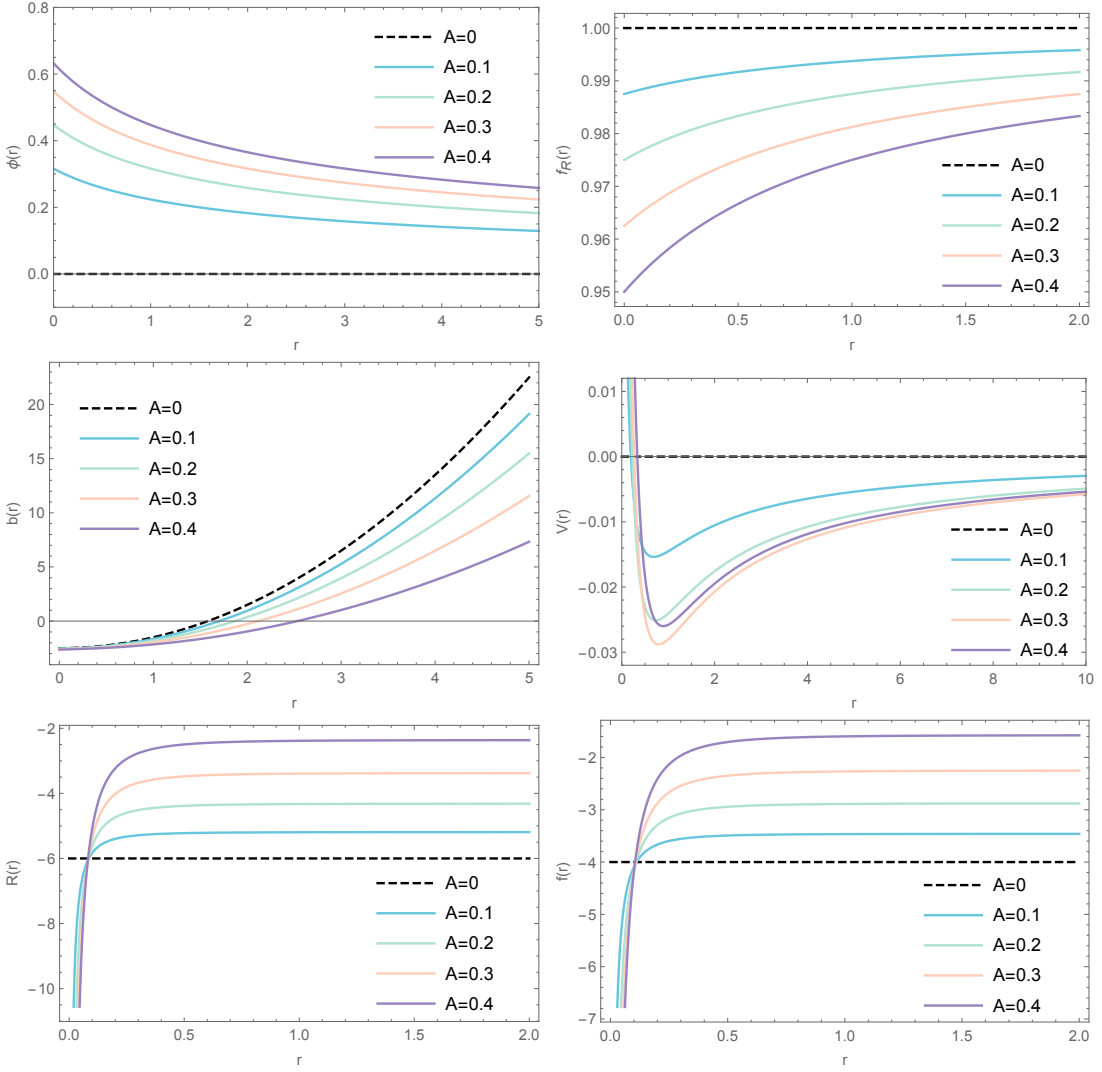 0.8
0.6
0.4
0.2
0.0
0
1
2
3
4
5
r
ϕ(r)
A=0
A=0.1
A=0.2
A=0.3
A=0.4
1.00
0.99
0.98
0.97
0.96
0.95
0.0
0.5
1.0
1.5
2.0
r
f_R(r)
A=0
A=0.1
A=0.2
A=0.3
A=0.4
20
15
10
5
0
0
1
2
3
4
5
r
b(r)
A=0
A=0.1
A=0.2
A=0.3
A=0.4
0.01
0.00
-0.01
-0.02
-0.03
0
2
4
6
8
10
r
V(r)
A=0
A=0.1
A=0.2
A=0.3
A=0.4
-2
-4
-6
-8
-10
0.0
0.5
1.0
1.5
2.0
r
R(r)
A=0
A=0.1
A=0.2
A=0.3
A=0.4
-2
-3
-4
-5
-6
-7
0.0
0.5
1.0
1.5
2.0
r
f(r)
A=0
A=0.1
A=0.2
A=0.3
A=0.4